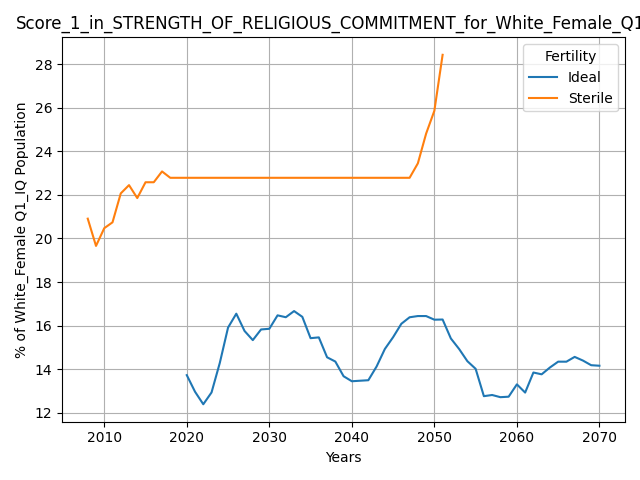 Score_1_in_STRENGTH_OF_RELIGIOUS_COMMITMENT_for_White_Female_Q1
Fertility
Ideal
Sterile
% of White_Female Q1_IQ Population
28
26
24
22
20
18
16
14
12
2010 2020 2030 2040 2050 2060 2070
Years